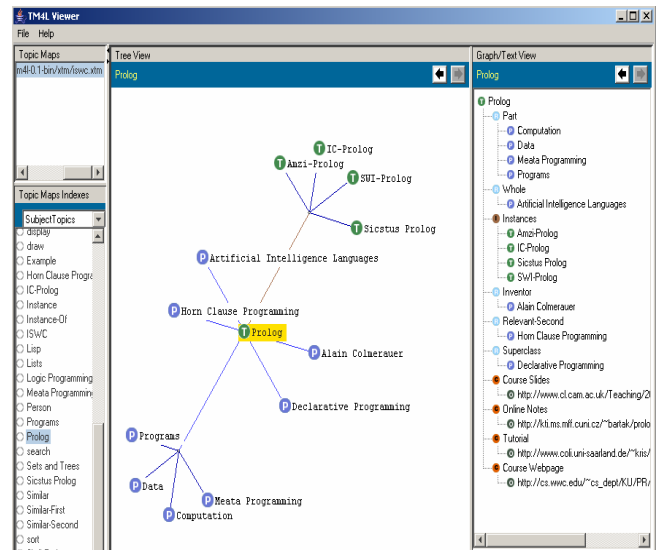 TM4L Viewer
File Help
Topic Maps
m4l-0.1-bin/xtm/iswc.xtm
Topic Maps Indexes
SubjectTopics
display
draw
Example
Horn Clause Progra
IC-Prolog
Instance
Instance-Of
ISWC
Lisp
Lists
Logic Programming
Meata Programming
Person
Programs
Prolog
search
Sets and Trees
Sicstus Prolog
Similar
Similar-First
Similar-Second
sort
Tree View
Prolog
T IC-Prolog
T Amzi-Prolog
T SWI-Prolog
T Sicstus Prolog
P Artificial Intelligence Languages
P Horn Clause Programming
T Prolog
P Alain Colmerauer
P Declarative Programming
P Programs
P Data
P Meata Programming
P Computation
Graph/Text View
Prolog
T Prolog
R Part
P Computation
P Data
P Meata Programming
P Programs
R Whole
P Artificial Intelligence Languages
I Instances
T Amzi-Prolog
T IC-Prolog
T Sicstus Prolog
T SWI-Prolog
R Inventor
P Alain Colmerauer
R Relevant-Second
P Horn Clause Programming
R Superclass
P Declarative Programming
Course Slides
http://www.cl.cam.ac.uk/Teaching/20
Online Notes
http://kti.ms.mff.cuni.cz/~bartak/prolo
Tutorial
http://www.coli.uni-saarland.de/~kris/
Course Webpage
http://cs.wwc.edu/~cs_dept/KU/PR/